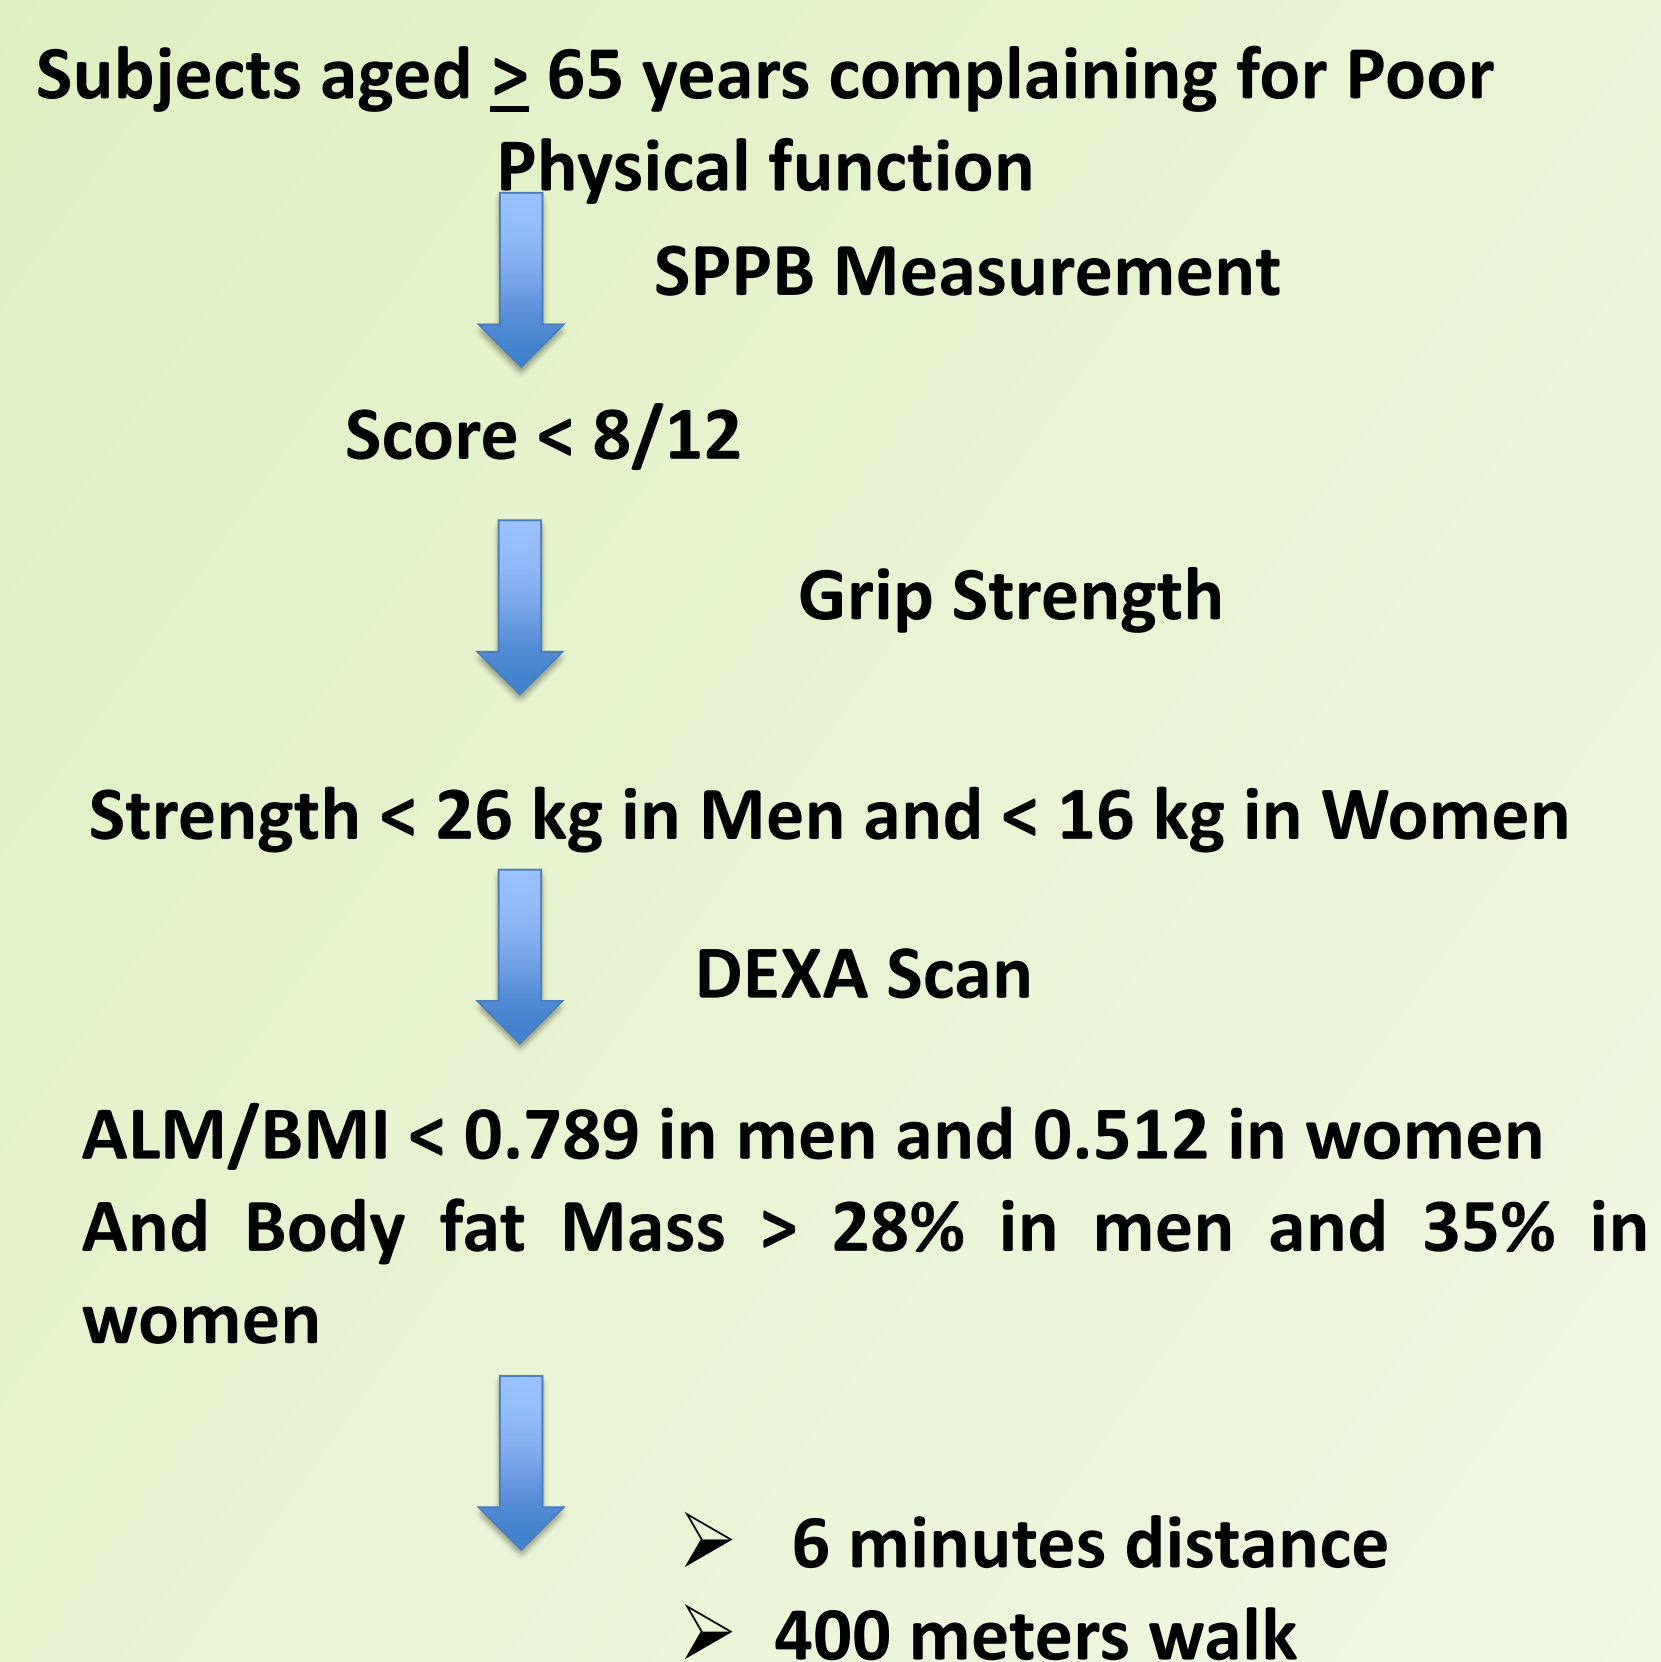 Subjects aged > 65 years complaining for Poor
Physical function
SPPB Measurement
Score < 8/12
Grip Strength
Strength < 26 kg in Men and < 16 kg in Women
DEXA Scan
ALM/BMI < 0.789 in men and 0.512 in women
And Body fat Mass > 28% in men and 35% in
women
6 minutes distance
400 meters walk